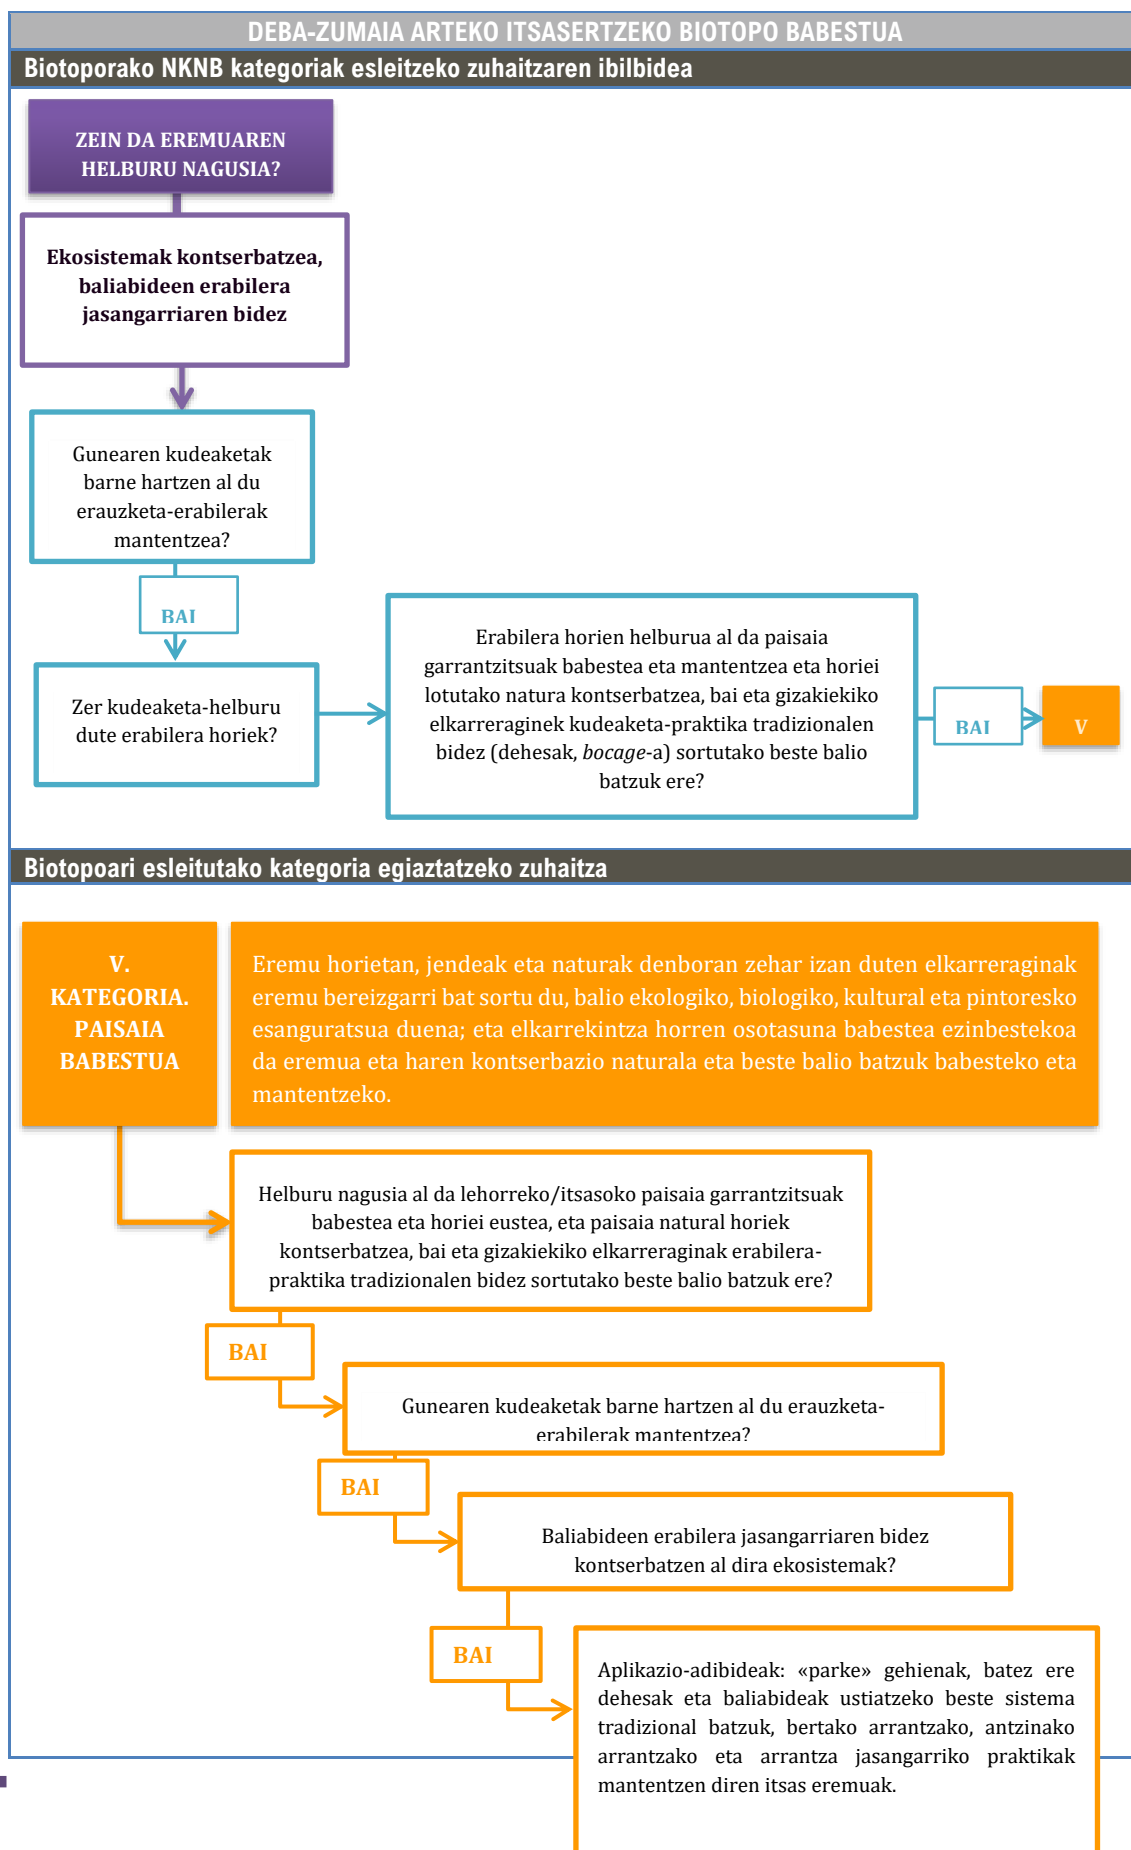 DEBA-ZUMAIA ARTEKO ITSASERTZEKO BIOTOPO BABESTUA
Biotoporako NKNB kategoriak esleitzeko zuhaitzaren ibilbidea
ZEIN DA EREMUAREN
HELBURU NAGUSIA?
Ekosistemak kontserbatzea,
baliabideen erabilera
jasangarriaren bidez
Gunearen kudeaketak
barne hartzen al du
erauzketa-erabilerak
mantentzea?
BAI
Zer kudeaketa-helburu
dute erabilera horiek?
Erabilera horien helburua al da paisaia
garrantzitsuak babestea eta mantentzea eta horiei
lotutako natura kontserbatzea, bai eta gizakiekiko
elkarreraginek kudeaketa-praktika tradizionalen
bidez (dehesak, bocage-a) sortutako beste balio
batzuk ere?
BAI
V
Biotopoari esleitutako kategoria egiaztatzeko zuhaitza
V.
KATEGORIA.
PAISAIA
BABESTUA
Eremu horietan, jendeak eta naturak denboran zehar izan duten elkarreraginak
eremu bereizgarri bat sortu du, balio ekologiko, biologiko, kultural eta pintoresko
esanguratsua duena; eta elkarrekintza horren osotasuna babestea ezinbestekoa
da eremua eta haren kontserbazio naturala eta beste balio batzuk babesteko eta
mantentzeko.
Helburu nagusia al da lehorreko/itsasoko paisaia garrantzitsuak
babestea eta horiei eustea, eta paisaia natural horiek
kontserbatzea, bai eta gizakiekiko elkarreraginak erabilera-
praktika tradizionalen bidez sortutako beste balio batzuk ere?
BAI
Gunearen kudeaketak barne hartzen al du erauzketa-
erabilerak mantentzea?
BAI
Baliabideen erabilera jasangarriaren bidez
kontserbatzen al dira ekosistemak?
BAI
Aplikazio-adibideak: «parke» gehienak, batez ere
dehesak eta baliabideak ustiatzeko beste sistema
tradizional batzuk, bertako arrantzako, antzinako
arrantzako eta arrantza jasangarriko praktikak
mantentzen diren itsas eremuak.